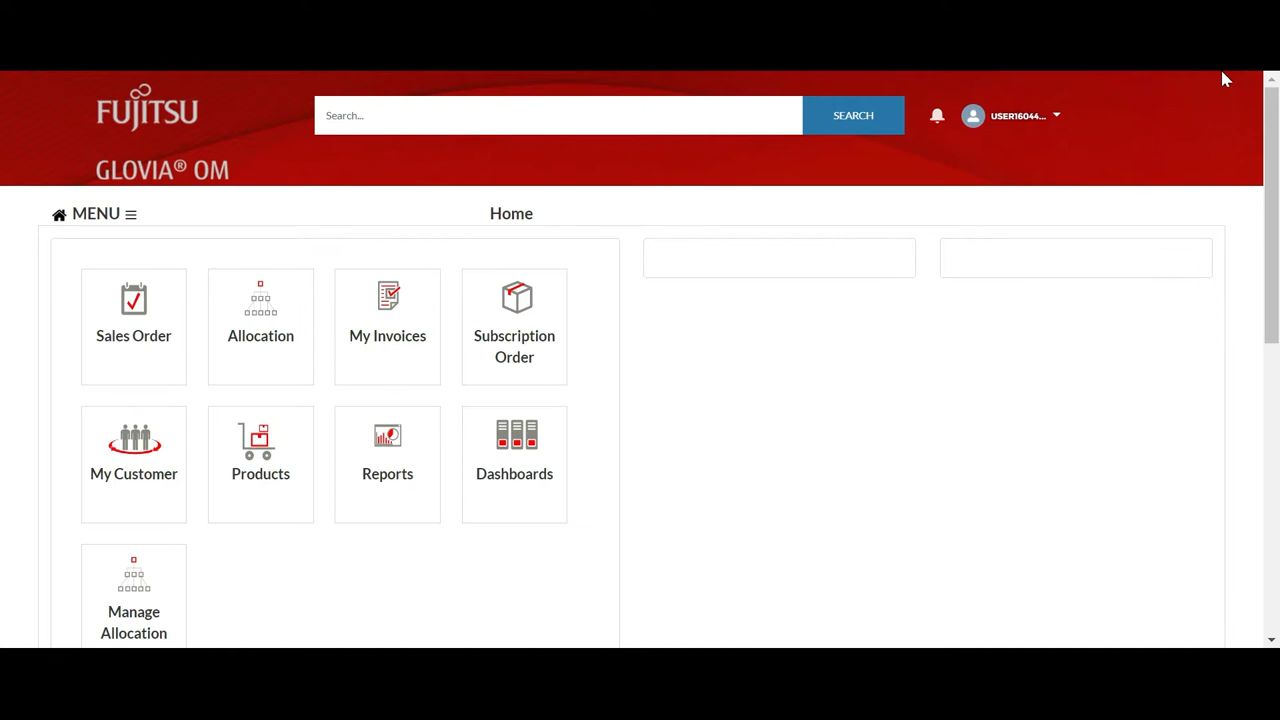 FUJITSU
GLOVIA® OM
Search...
SEARCH
USER16044...
MENU
Home
Sales Order
Allocation
My Invoices
Subscription
Order
My Customer
Products
Reports
Dashboards
Manage
Allocation